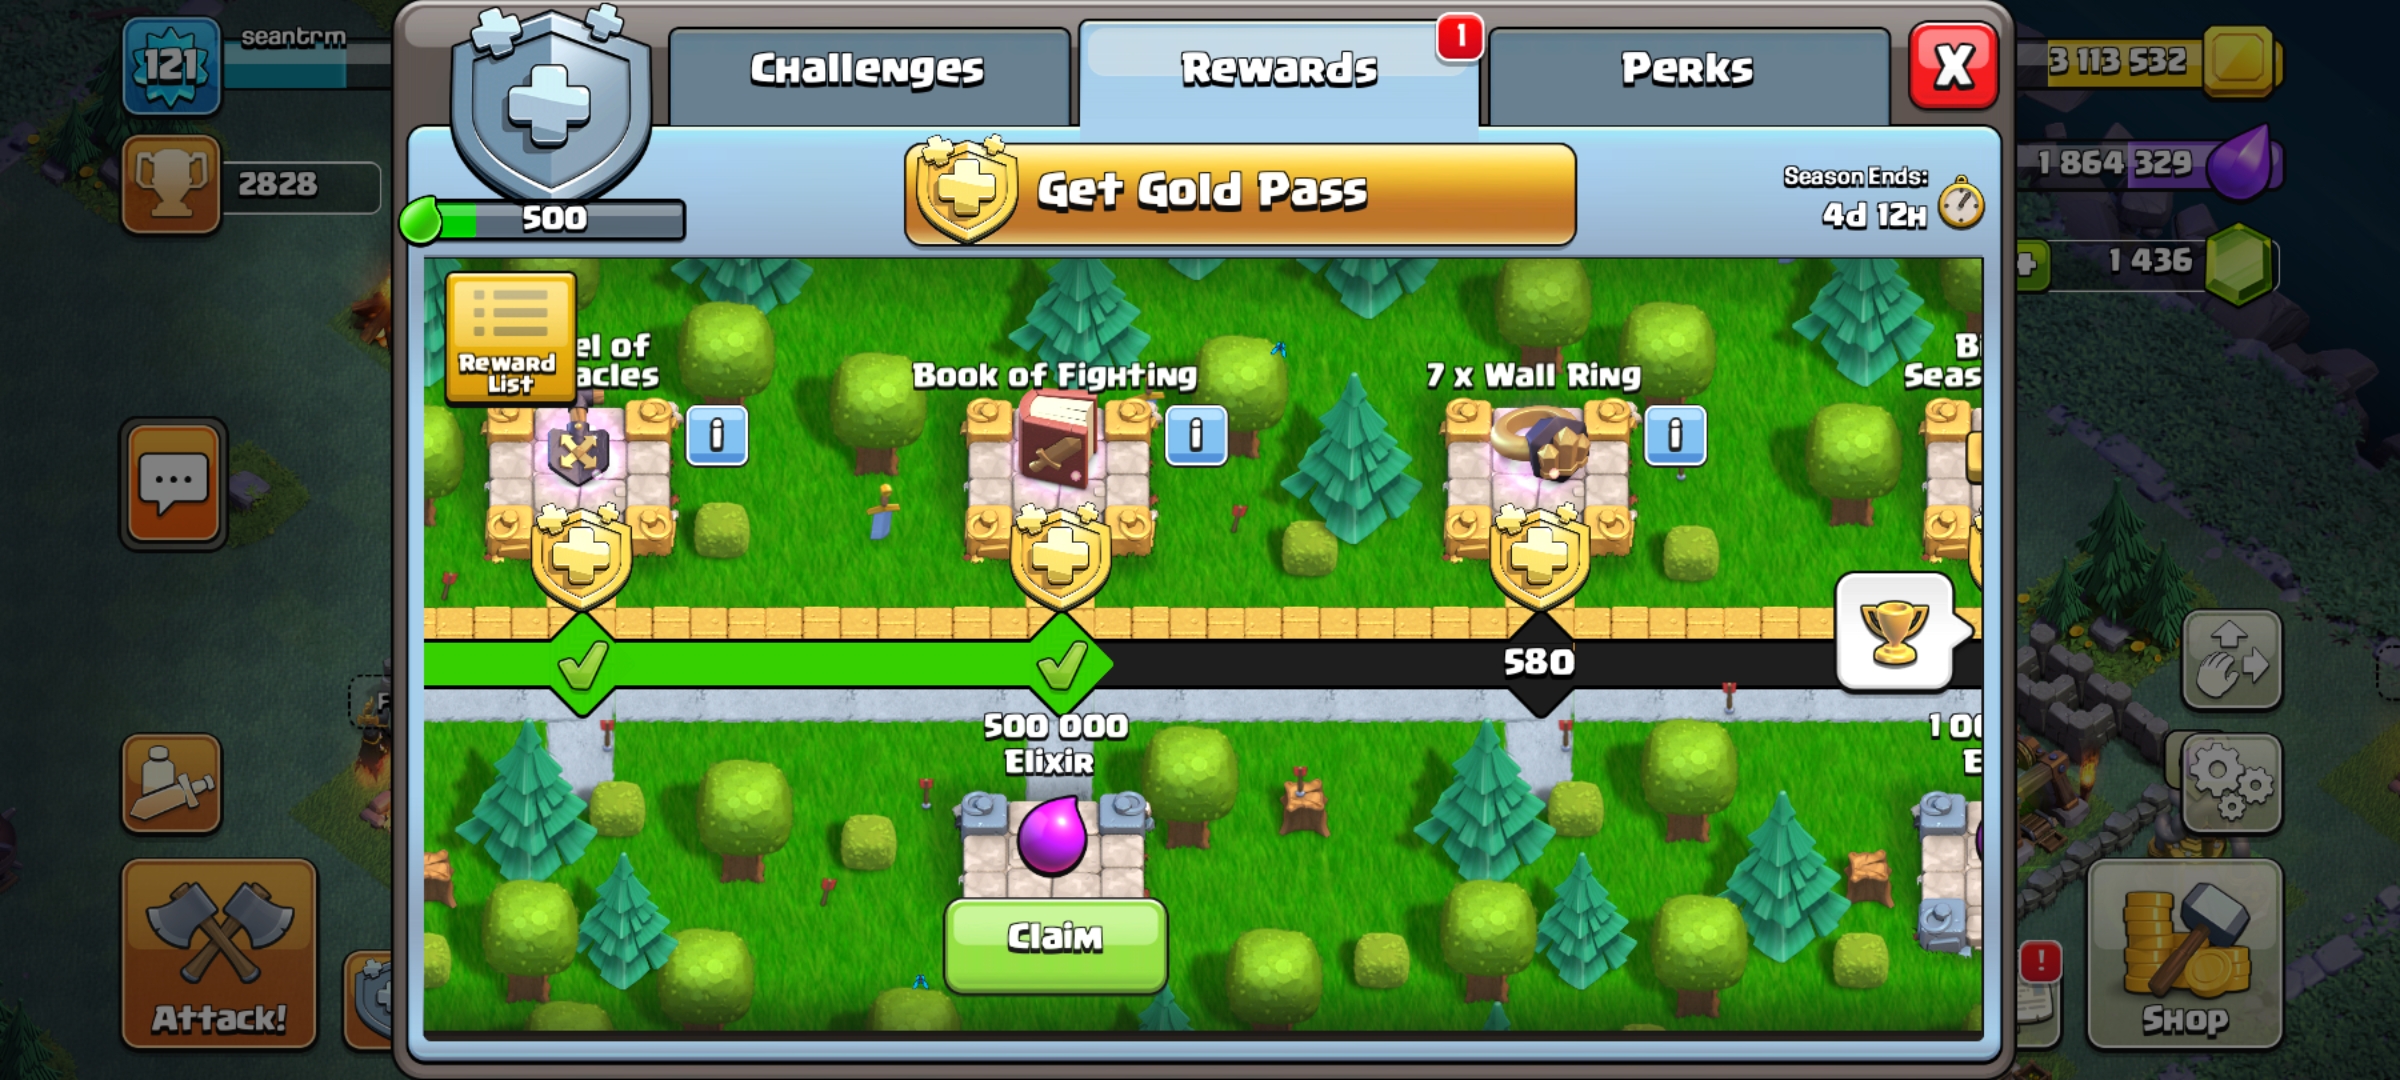 121
seantrm
Challenges
Rewards
1
Perks
X
3 113 532
2828
Get Gold Pass
Season Ends:
4d 12H
1 864 329
500
1 436
Reward
List
el of
acles
Book of Fighting
i
7 x Wall Ring
i
i
B
Seas
580
500 000
Elixir
1 00
E
Claim
Attack!
!
Shop